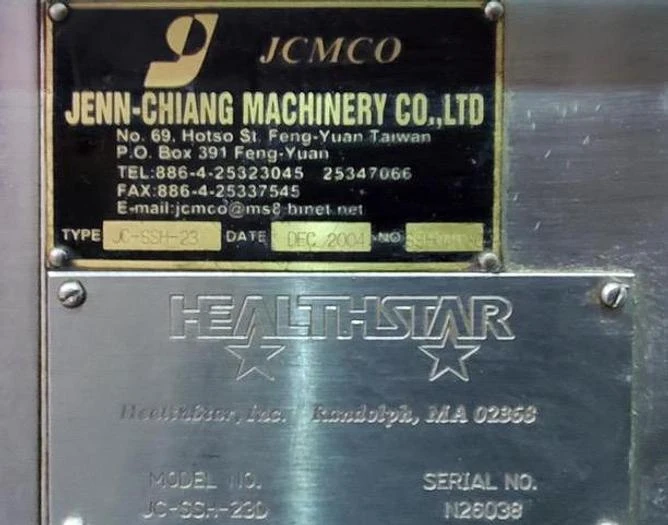 JCMCO
JENN-CHIANG MACHINERY CO.,LTD
No. 69, Hotso St. Feng-Yuan Taiwan
P.O. Box 391 Feng-Yuan
TEL:886-4-25323045 25347066
FAX:886-4-25337545
E-mail:jcmco@ms8.hinet.net
TYPE JC-SSH-23 DATE DEC 2004 NO
HEALTHSTAR
Healthstar, Inc. Randolph, MA 02368
MODEL NO. SERIAL NO.
JC-SSH-23D N26038